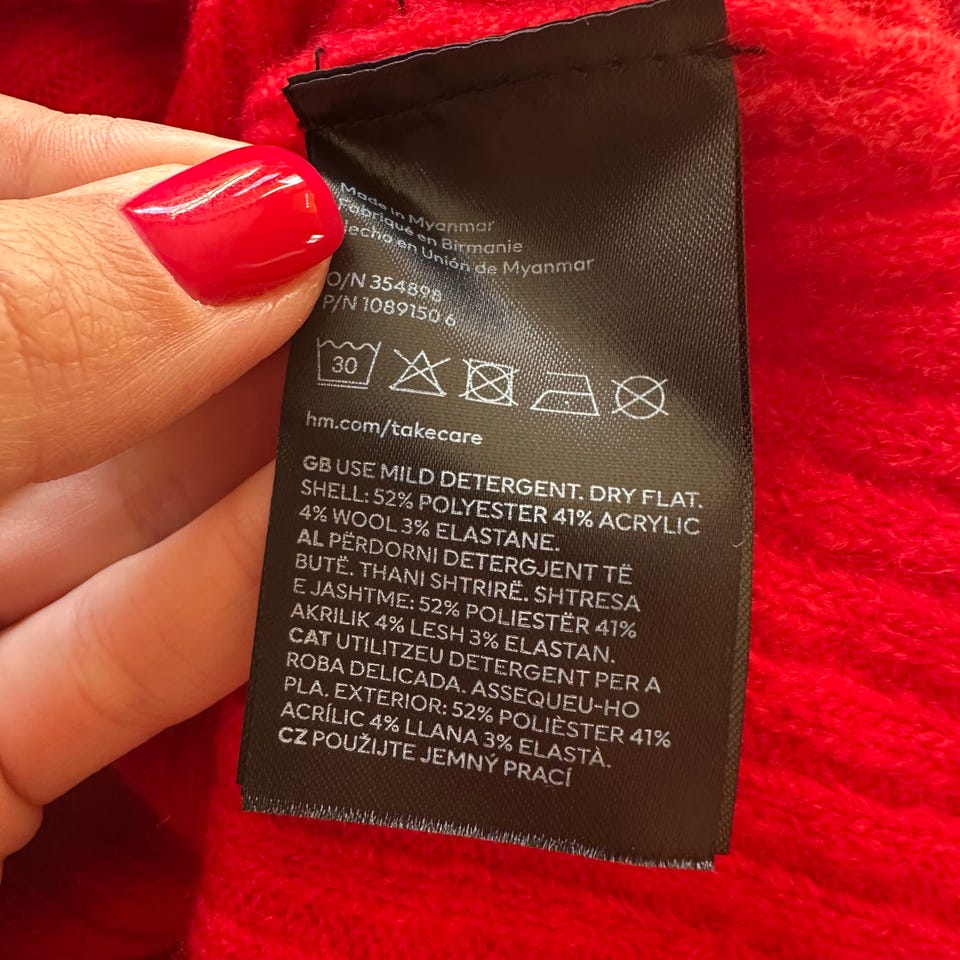 Made in Myanmar
Fabriqué en Birmanie
Hecho en Unión de Myanmar
O/N 354898
P/N 1089150 6
30
hm.com/takecare
GB USE MILD DETERGENT. DRY FLAT.
SHELL: 52% POLYESTER 41% ACRYLIC
4% WOOL 3% ELASTANE.
AL PËRDORNI DETERGJENT TË
BUTË. THANI SHTRIRË. SHTRESA
E JASHTME: 52% POLIESTËR 41%
AKRILIK 4% LESH 3% ELASTAN.
CAT UTILITZEU DETERGENT PER A
ROBA DELICADA. ASSEQUEU-HO
PLA. EXTERIOR: 52% POLIÈSTER 41%
ACRÍLIC 4% LLANA 3% ELASTÀ.
CZ POUŽIJTE JEMNÝ PRACÍ